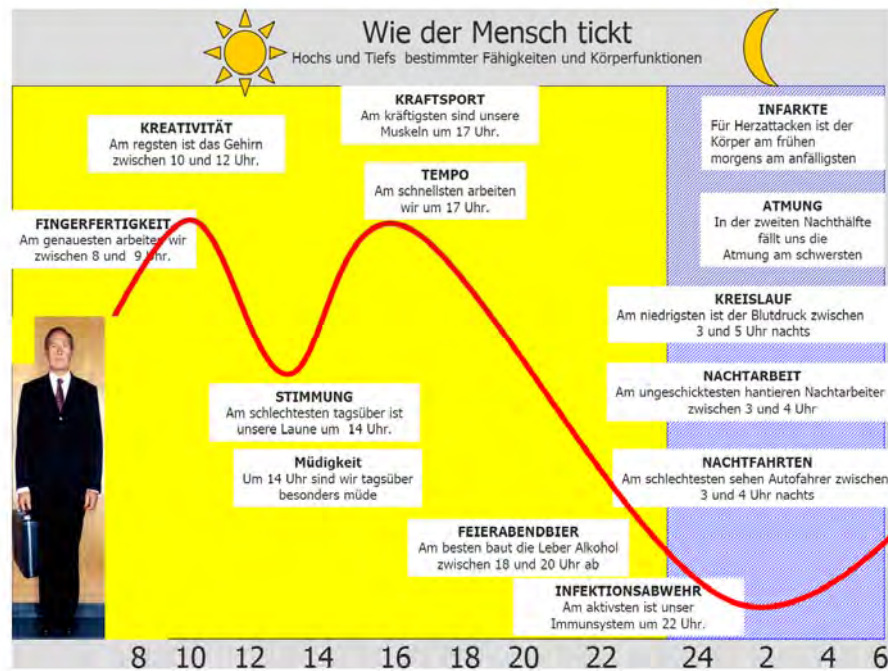 Wie der Mensch tickt
Hochs und Tiefs bestimmter Fähigkeiten und Körperfunktionen
KRAFTSPORT
Am kräftigsten sind unsere
Muskeln um 17 Uhr.
INFARKTE
Für Herzattacken ist der
Körper am frühen
morgens am anfälligsten
KREATIVITÄT
Am regsten ist das Gehirn
zwischen 10 und 12 Uhr.
TEMPO
Am schnellsten arbeiten
wir um 17 Uhr.
ATMUNG
In der zweiten Nachthälfte
fällt uns die
Atmung am schwersten
FINGERFERTIGKEIT
Am genauesten arbeiten wir
zwischen 8 und 9 Uhr.
KREISLAUF
Am niedrigsten ist der Blutdruck zwischen
3 und 5 Uhr nachts
NACHTARBEIT
Am ungeschicktesten hantieren Nachtarbeiter
zwischen 3 und 4 Uhr
STIMMUNG
Am schlechtesten tagsüber ist
unsere Laune um 14 Uhr.
Müdigkeit
Um 14 Uhr sind wir tagsüber
besonders müde
NACHTFAHRTEN
Am schlechtesten sehen Autofahrer zwischen
3 und 4 Uhr nachts
FEIERABENDBIER
Am besten baut die Leber Alkohol
zwischen 18 und 20 Uhr ab
INFEKTIONSABWEHR
Am aktivsten ist unser
Immunsystem um 22 Uhr.
8 10 12 14 16 18 20 22 24 2 4 6